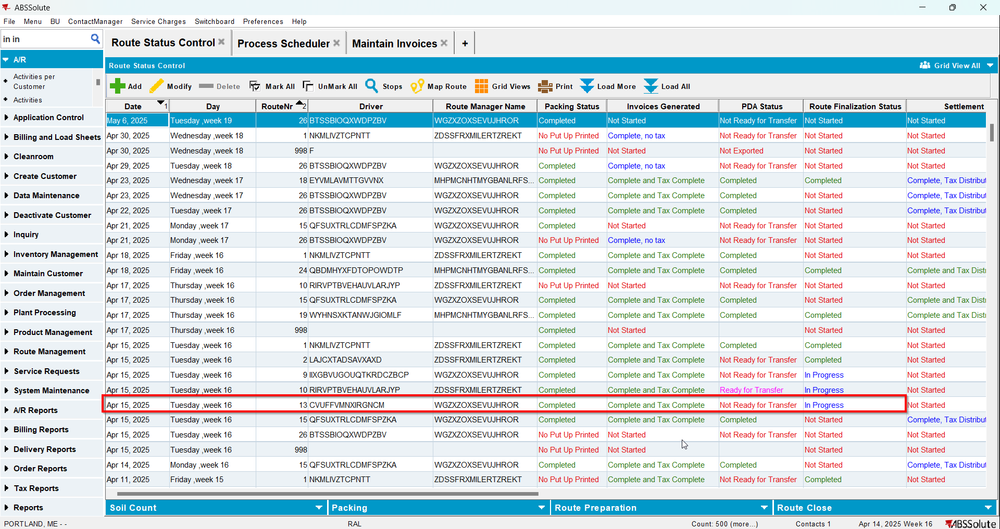 ABSSolute
File Menu BU ContactManager Service Charges Switchboard Preferences Help
in in
Route Status Control Process Scheduler Maintain Invoices +
A/R
Activities per
Customer
Activities
Application Control
Billing and Load Sheets
Cleanroom
Create Customer
Data Maintenance
Deactivate Customer
Inquiry
Inventory Management
Maintain Customer
Order Management
Plant Processing
Product Management
Route Management
Service Requests
System Maintenance
A/R Reports
Billing Reports
Delivery Reports
Order Reports
Tax Reports
Reports
Route Status Control Grid View All
Add Modify Delete Mark All UnMark All Stops Map Route Grid Views Print Load More Load All
Date 1 Day RouteNr 2 Driver Route Manager Name Packing Status Invoices Generated PDA Status Route Finalization Status Settlement
May 6, 2025 Tuesday ,week 19 26 BTSSBIOQXWDPZBV WGZXZOXSEVUJHROR Completed Not Started Not Ready for Transfer Not Started Not Started
Apr 30, 2025 Wednesday ,week 18 1 NKMLIVZTCPNTT ZDSSFRXMILERTZREKT No Put Up Printed Complete, no tax Not Ready for Transfer Not Started Not Started
Apr 30, 2025 Wednesday ,week 18 998 F No Put Up Printed Not Started Not Exported Not Started Not Started
Apr 29, 2025 Tuesday ,week 18 26 BTSSBIOQXWDPZBV WGZXZOXSEVUJHROR Completed Complete, no tax Not Ready for Transfer Not Started Not Started
Apr 23, 2025 Wednesday ,week 17 18 EYVMLAVMTTGVVNX MHPMCNHTMYGBANLRFS... Completed Complete and Tax Complete Completed Completed Complete, Tax Distribut
Apr 23, 2025 Wednesday ,week 17 26 BTSSBIOQXWDPZBV WGZXZOXSEVUJHROR Completed Complete and Tax Complete Completed Not Started Complete, Tax Distribut
Apr 22, 2025 Tuesday ,week 17 26 BTSSBIOQXWDPZBV WGZXZOXSEVUJHROR Completed Complete and Tax Complete Completed Not Started Complete, Tax Distribut
Apr 21, 2025 Monday ,week 17 15 QFSUXTRLCDMFSPZKA WGZXZOXSEVUJHROR Completed Not Started Not Ready for Transfer Not Started Not Started
Apr 21, 2025 Monday ,week 17 26 BTSSBIOQXWDPZBV WGZXZOXSEVUJHROR No Put Up Printed Complete, no tax Not Ready for Transfer Not Started Not Started
Apr 18, 2025 Friday ,week 16 1 NKMLIVZTCPNTT ZDSSFRXMILERTZREKT Completed Complete and Tax Complete Completed Not Started Not Started
Apr 18, 2025 Friday ,week 16 24 QBDMHYXFDTOPOWDTP MHPMCNHTMYGBANLRFS... Completed Complete and Tax Complete Completed Completed Complete and Tax Distri
Apr 17, 2025 Thursday ,week 16 10 RIRVPTBVEHAUVLARJYP ZDSSFRXMILERTZREKT No Put Up Printed Not Started Not Ready for Transfer Not Started Not Started
Apr 17, 2025 Thursday ,week 16 15 QFSUXTRLCDMFSPZKA WGZXZOXSEVUJHROR Completed Complete and Tax Complete Completed Not Started Complete and Tax Distri
Apr 17, 2025 Thursday ,week 16 19 WYHNSXKTANWJGIOMLF MHPMCNHTMYGBANLRFS... Completed Complete and Tax Complete Completed Completed Complete and Tax Distri
Apr 17, 2025 Thursday ,week 16 998 Completed Not Started Not Started Not Started
Apr 15, 2025 Tuesday ,week 16 1 NKMLIVZTCPNTT ZDSSFRXMILERTZREKT Completed Complete and Tax Complete Completed Completed Not Started
Apr 15, 2025 Tuesday ,week 16 2 LAJCXTADSAVXAXD ZDSSFRXMILERTZREKT Completed Complete and Tax Complete Not Ready for Transfer Completed Not Started
Apr 15, 2025 Tuesday ,week 16 9 IIXGBVUGOUQTKRDCZBCP WGZXZOXSEVUJHROR Completed Complete and Tax Complete Not Ready for Transfer In Progress Not Started
Apr 15, 2025 Tuesday ,week 16 10 RIRVPTBVEHAUVLARJYP ZDSSFRXMILERTZREKT Completed Complete and Tax Complete Ready for Transfer In Progress Not Started
Apr 15, 2025 Tuesday ,week 16 13 CVUFFVMNXIRGNCM WGZXZOXSEVUJHROR Completed Complete and Tax Complete Not Ready for Transfer In Progress Not Started
Apr 15, 2025 Tuesday ,week 16 15 QFSUXTRLCDMFSPZKA WGZXZOXSEVUJHROR Completed Complete and Tax Complete Completed Not Started Complete, Tax Distribut
Apr 15, 2025 Tuesday ,week 16 26 BTSSBIOQXWDPZBV WGZXZOXSEVUJHROR No Put Up Printed Not Started Not Ready for Transfer Not Started Not Started
Apr 15, 2025 Tuesday ,week 16 998 No Put Up Printed Not Started Not Started Not Started
Apr 14, 2025 Monday ,week 16 15 QFSUXTRLCDMFSPZKA WGZXZOXSEVUJHROR Completed Complete and Tax Complete Completed Not Started Complete, Tax Distribut
Apr 11, 2025 Friday ,week 15 1 NKMLIVZTCPNTT ZDSSFRXMILERTZREKT No Put Up Printed Complete and Tax Complete Not Ready for Transfer Completed Not Started
Soil Count Packing Route Preparation Route Close
PORTLAND, ME - - RAL Count: 500 (more...) Contacts 1 Apr 14, 2025 Week 16 ABSSolute